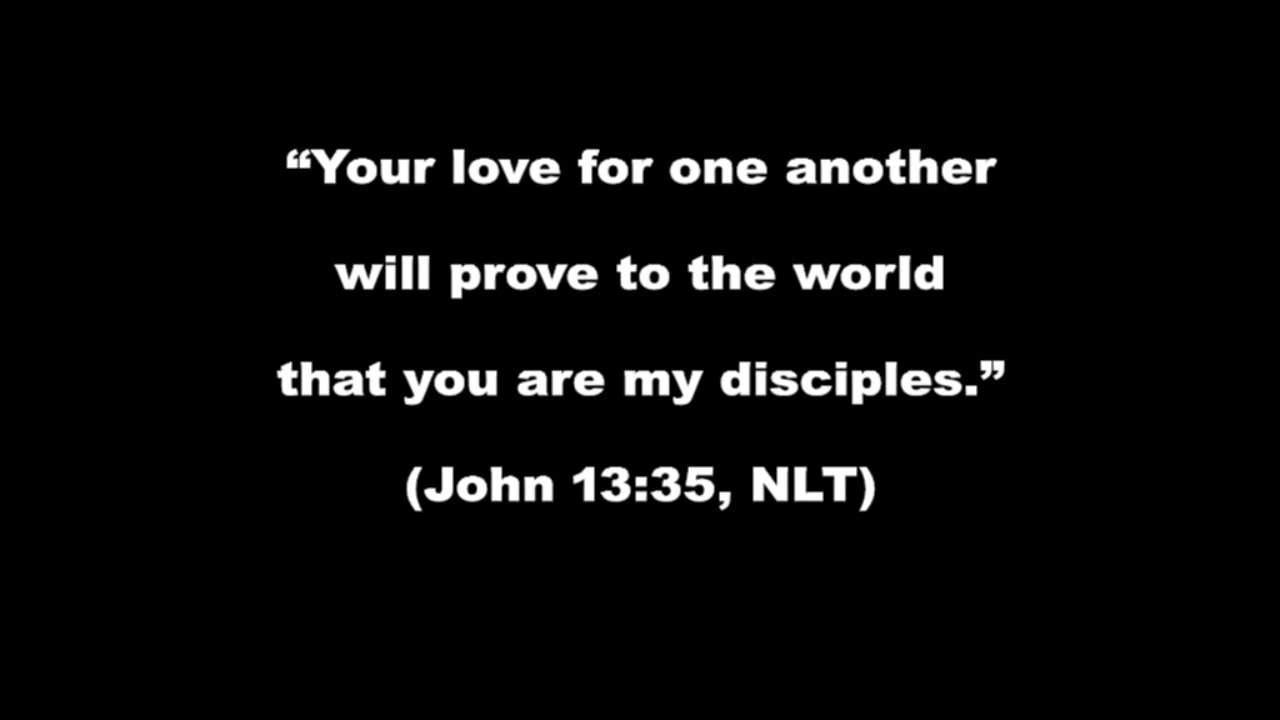 “Your love for one another
will prove to the world
that you are my disciples.”
(John 13:35, NLT)